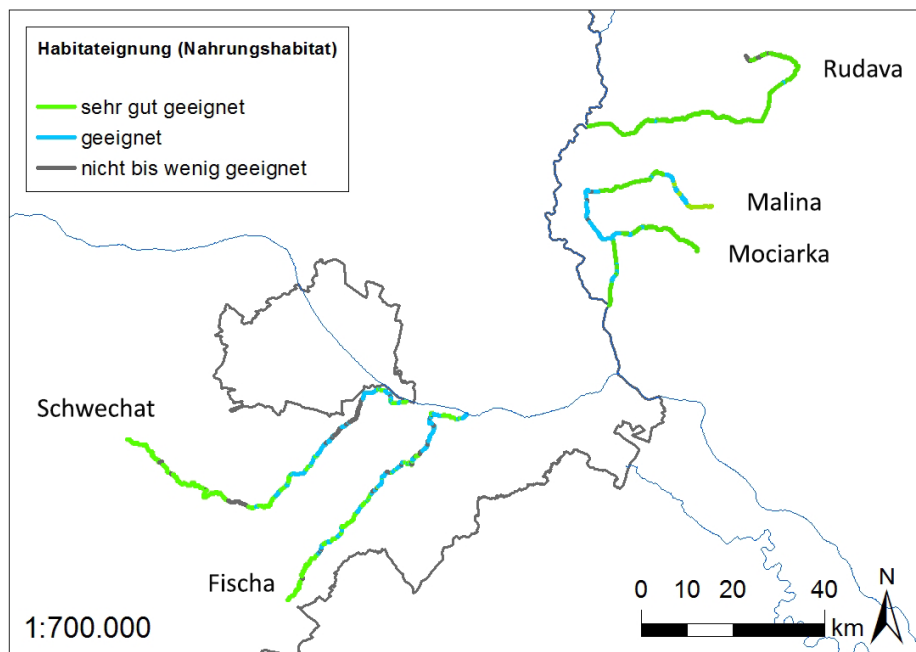 Habitateignung (Nahrungshabitat)
sehr gut geeignet
geeignet
nicht bis wenig geeignet
Rudava
Malina
Mociarka
Schwechat
Fischa
1:700.000
0 10 20 40
km
N